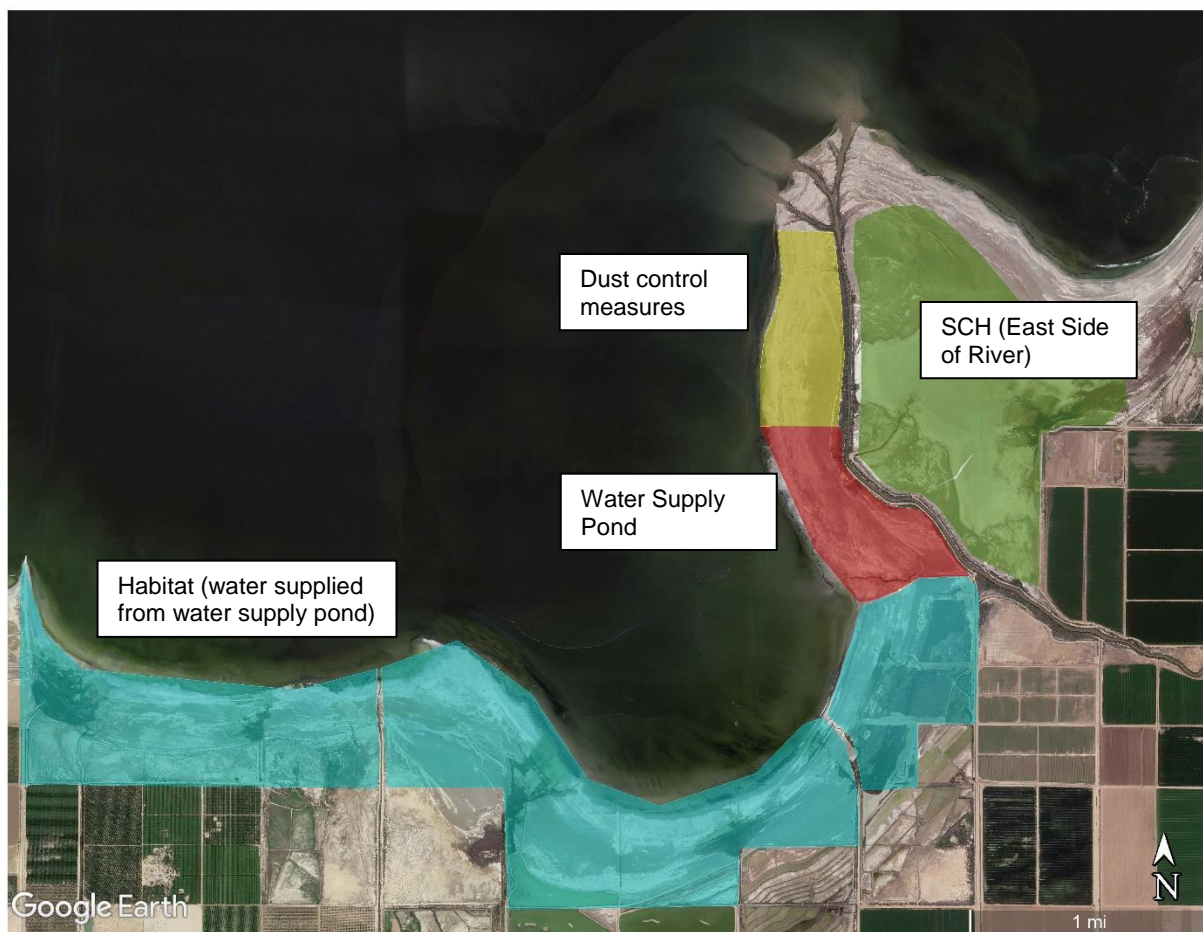 Dust control
measures
SCH (East Side
of River)
Water Supply
Pond
Habitat (water supplied
from water supply pond)
N
Google Earth
1 mi